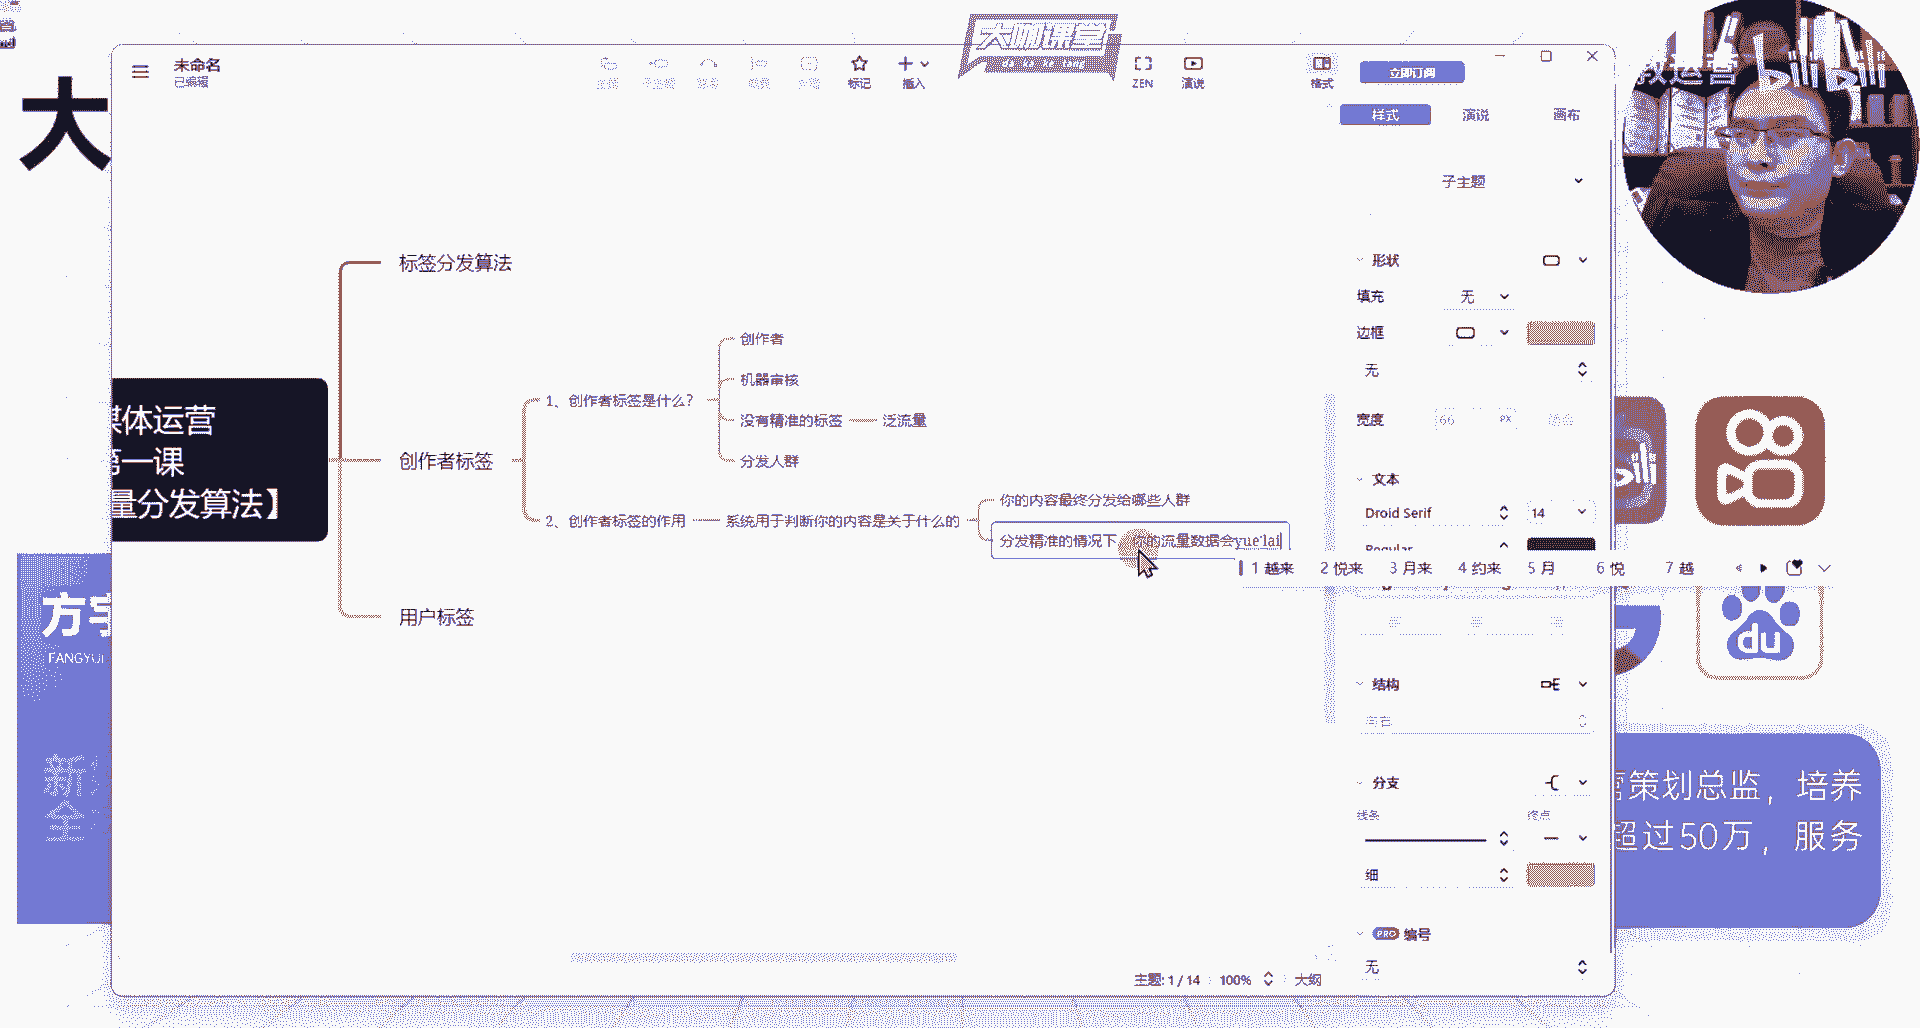 大
未命名
已编辑
标记
插入
大咖课堂
ZEN
演说
格式
立即订阅
教运营
样式
演说
画布
子主题
标签分发算法
形状
填充
无
边框
无
创作者
机器审核
1、创作者标签是什么?
没有精准的标签
泛流量
分发人群
宽度
66
PX
媒体运营
第一课
量分发算法】
创作者标签
文本
Droid Serif
14
Regular
你的内容最终分发给哪些人群
2、创作者标签的作用
系统用于判断你的内容是关于什么的
分发精准的情况下，你的流量数据会yue'lai
1 越来
2 悦来
3 月来
4 约来
5 月
6 悦
7 越
用户标签
du
方宇
FANGYU
结构
分支
线条
终点
细
新
全
营策划总监，培养
超过50万，服务
PRO 编号
无
主题: 1 / 14
100%
大纲